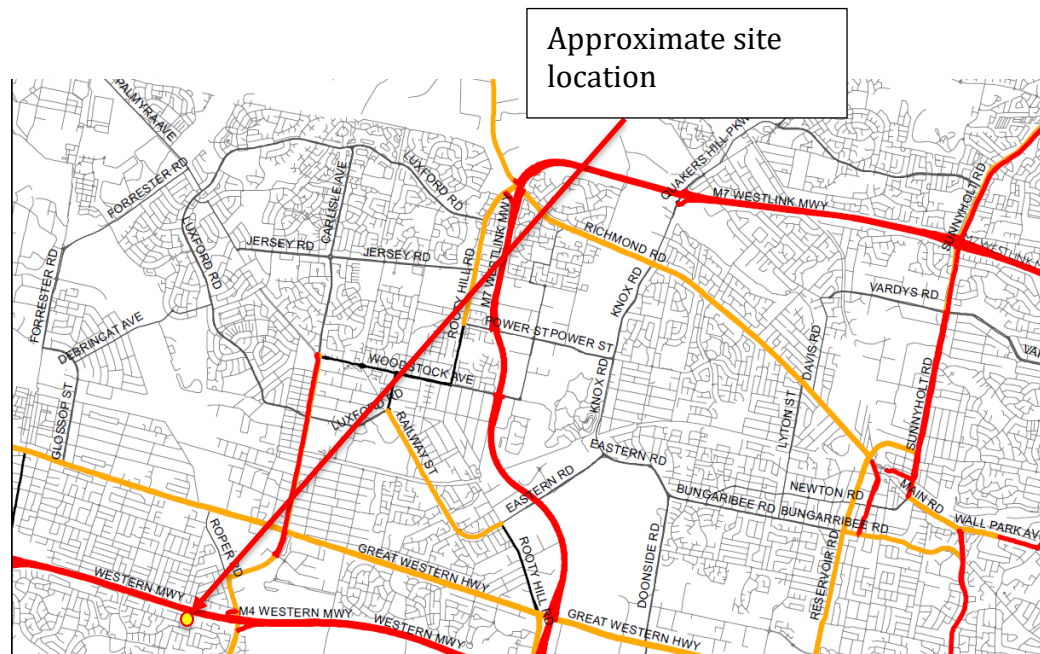 Approximate site
location
PALMYRA AVE
FORRESTER RD
LUXFORD RD
CARLISLE AVE
LUXFORD RD
QUAKERS HILL PKW
M7 WESTLINK MWY
SUNNYHOLT RD
M7 WESTLINK M
RICHMOND RD
JERSEY RD
JERSEY RD
ROOTY HILL RD
M7 WESTLINK MWY
KNOX RD
VARDYS RD
FORRESTER RD
DEBRINCAT AVE
POWER ST
POWER ST
DAVIS RD
VAR
WOODSTOCK AVE
KNOX RD
SUNNYHOLT RD
GLOSSOP ST
LUXFORD RD
RAILWAY ST
LYTON ST
EASTERN RD
EASTERN RD
NEWTON RD
MAIN RD
BUNGARIBEE RD
BUNGARRIBEE RD
WALL PARK AVE
ROPER RD
ROOTY HILL RD
DOONSIDE RD
RESERVOIR RD
GREAT WESTERN HWY
WESTERN MWY
M4 WESTERN MWY
WESTERN MWY
GREAT WESTERN HWY